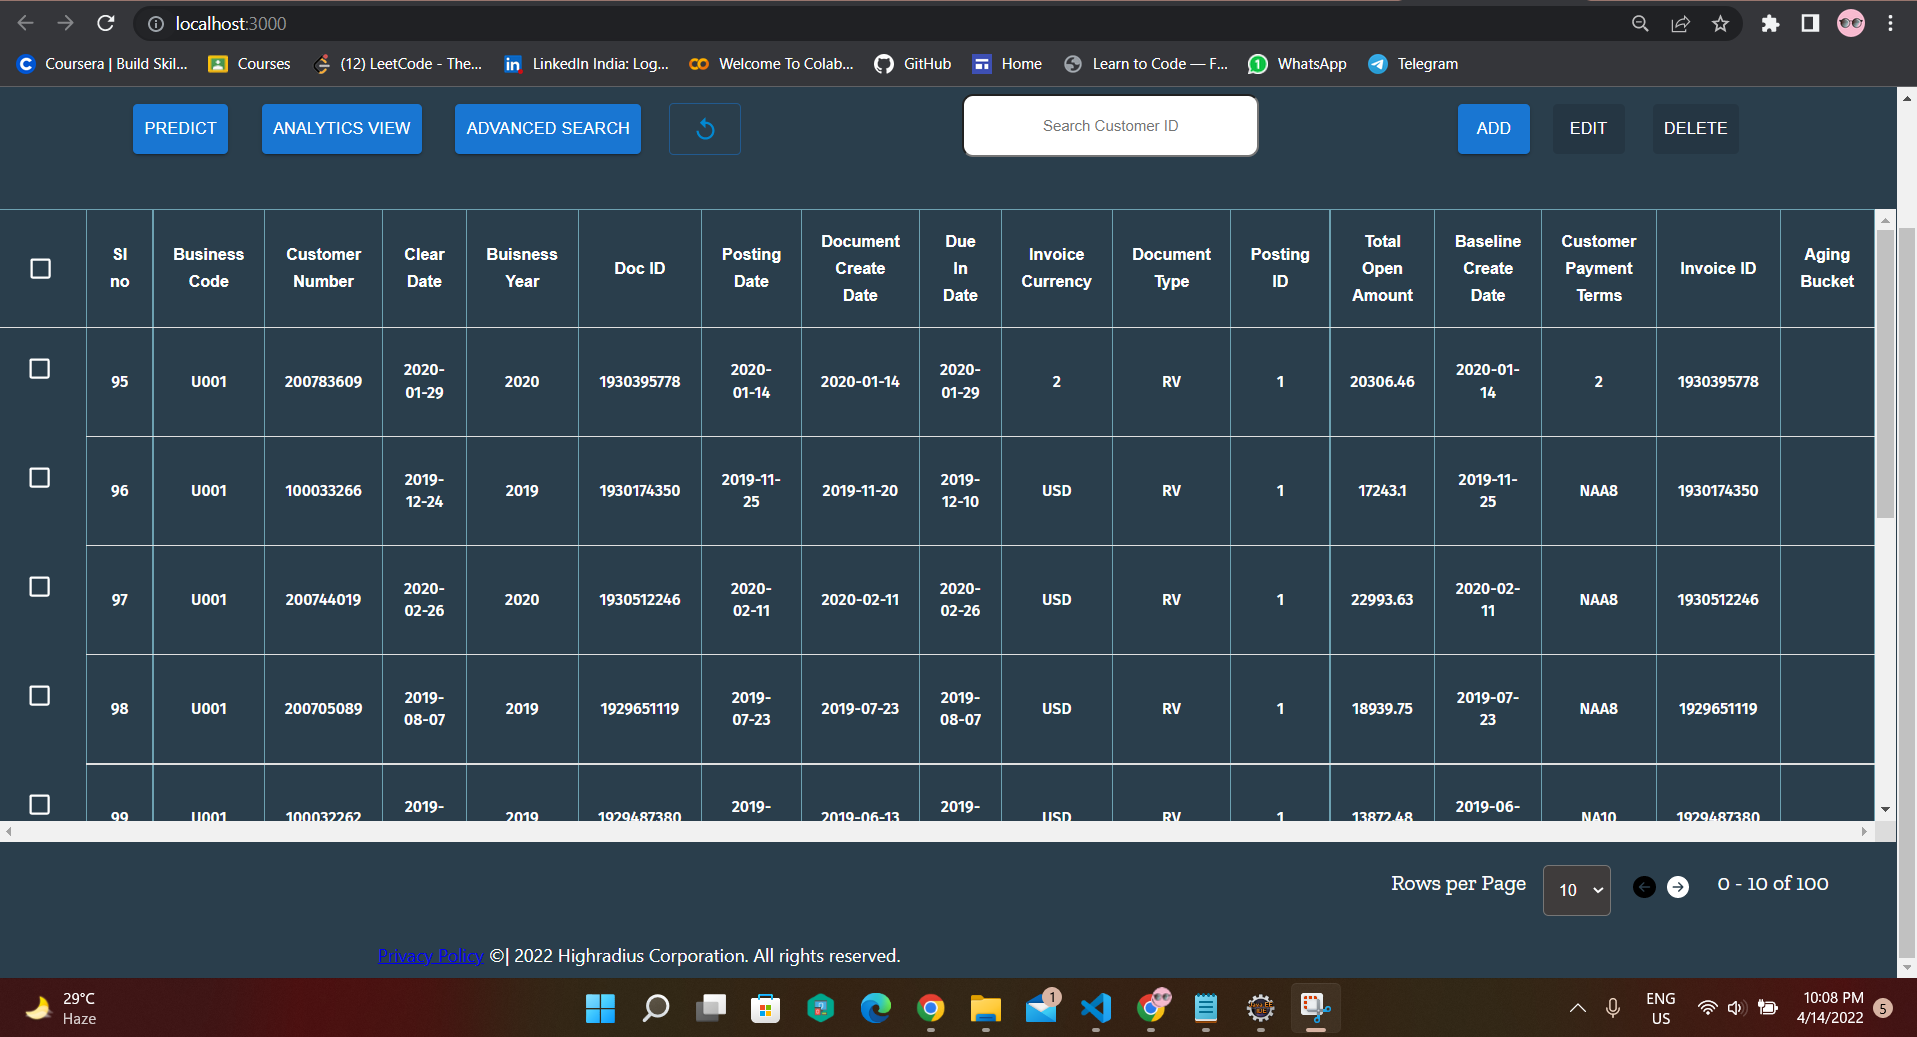 localhost:3000
Coursera | Build Skil...
Courses
(12) LeetCode - The...
LinkedIn India: Log...
Welcome To Colab...
GitHub
Home
Learn to Code — F...
WhatsApp
Telegram
PREDICT
ANALYTICS VIEW
ADVANCED SEARCH
Search Customer ID
ADD
EDIT
DELETE
Sl no Business Code Customer Number Clear Date Buisness Year Doc ID Posting Date Document Create Date Due In Date Invoice Currency Document Type Posting ID Total Open Amount Baseline Create Date Customer Payment Terms Invoice ID Aging Bucket
95 U001 200783609 2020-01-29 2020 1930395778 2020-01-14 2020-01-14 2020-01-29 2 RV 1 20306.46 2020-01-14 2 1930395778
96 U001 100033266 2019-12-24 2019 1930174350 2019-11-25 2019-11-20 2019-12-10 USD RV 1 17243.1 2019-11-25 NAA8 1930174350
97 U001 200744019 2020-02-26 2020 1930512246 2020-02-11 2020-02-11 2020-02-26 USD RV 1 22993.63 2020-02-11 NAA8 1930512246
98 U001 200705089 2019-08-07 2019 1929651119 2019-07-23 2019-07-23 2019-08-07 USD RV 1 18939.75 2019-07-23 NAA8 1929651119
99 U001 100032262 2019- 2019 1929487380 2019- 2019-06-13 2019- USD RV 1 13872.48 2019-06- NA10 1929487380
Rows per Page 10 0 - 10 of 100
Privacy Policy ©| 2022 Highradius Corporation. All rights reserved.
29°C
Haze
1
ENG
US
10:08 PM
4/14/2022
5